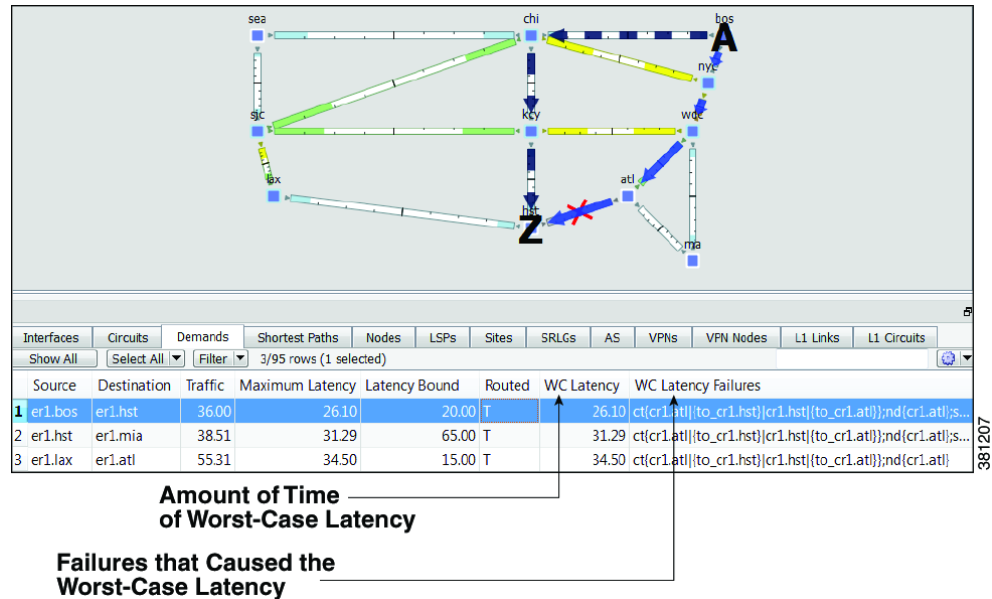 sea
chi
bos
A
nyc
sjc
kcy
wdc
lax
atl
hst
Z
mia
Interfaces Circuits Demands Shortest Paths Nodes LSPs Sites SRLGs AS VPNs VPN Nodes L1 Links L1 Circuits
Show All Select All Filter 3/95 rows (1 selected)
Source Destination Traffic Maximum Latency Latency Bound Routed WC Latency WC Latency Failures
1 er1.bos er1.hst 36.00 26.10 20.00 T 26.10 ct{cr1.atl|{to_cr1.hst}|cr1.hst|{to_cr1.atl}};nd{cr1.atl};s...
2 er1.hst er1.mia 38.51 31.29 65.00 T 31.29 ct{cr1.atl|{to_cr1.hst}|cr1.hst|{to_cr1.atl}};nd{cr1.atl};s...
3 er1.lax er1.atl 55.31 34.50 15.00 T 34.50 ct{cr1.atl|{to_cr1.hst}|cr1.hst|{to_cr1.atl}};nd{cr1.atl}
381207
Amount of Time
of Worst-Case Latency
Failures that Caused the
Worst-Case Latency